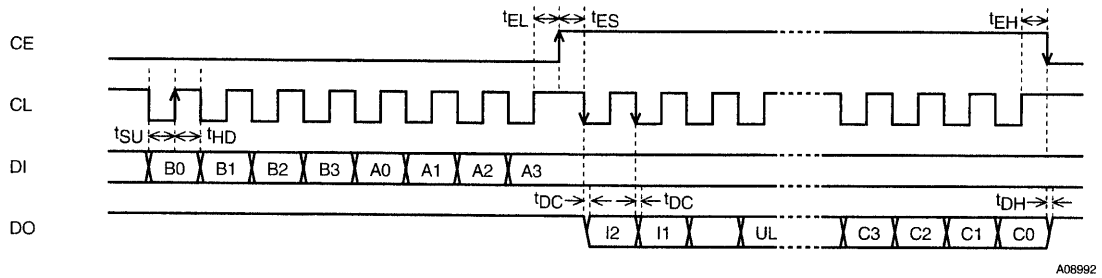 tEL tES tEH
CE
CL
tSU tHD
DI B0 B1 B2 B3 A0 A1 A2 A3
tDC tDC tDH
DO I2 I1 UL C3 C2 C1 C0
A08992